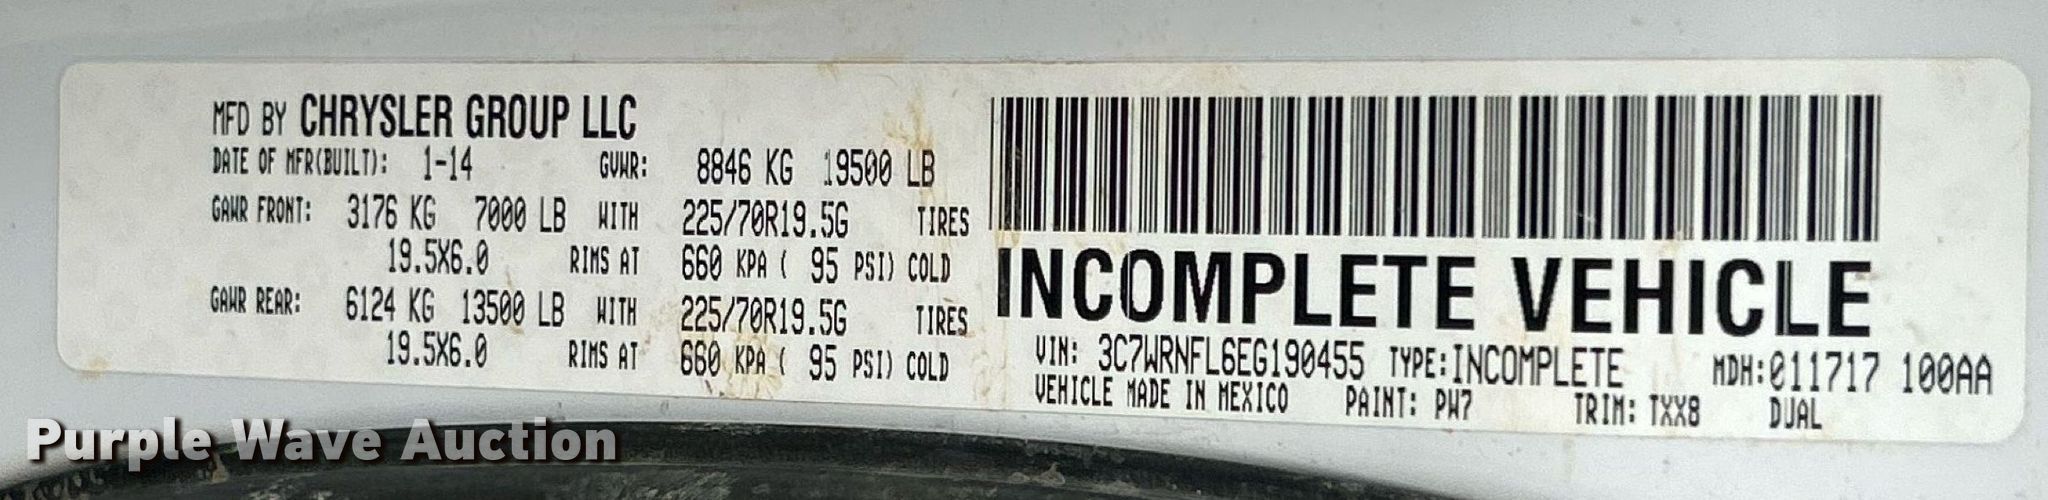 MFD BY CHRYSLER GROUP LLC
DATE OF MFR(BUILT): 1-14 GVWR: 8846 KG 19500 LB
GAWR FRONT: 3176 KG 7000 LB WITH 225/70R19.5G TIRES
19.5X6.0 RIMS AT 660 KPA ( 95 PSI) COLD
GAWR REAR: 6124 KG 13500 LB WITH 225/70R19.5G TIRES
19.5X6.0 RIMS AT 660 KPA ( 95 PSI) COLD
INCOMPLETE VEHICLE
VIN: 3C7WRNFL6EG190455 TYPE:INCOMPLETE MDH:011717 100AA
VEHICLE MADE IN MEXICO PAINT: PW7 TRIM: TXX8 DUAL
Purple Wave Auction